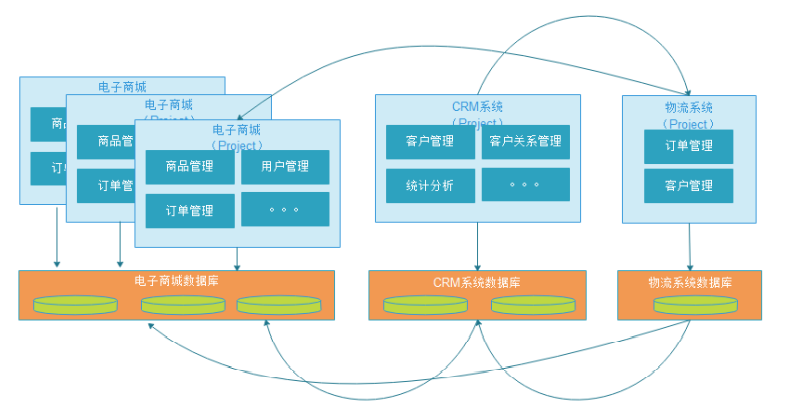 电子商城
商品
订单
电子商城
(Project)
商品管
订单管
电子商城
(Project)
商品管理
用户管理
订单管理
。。。
CRM系统
(Project)
客户管理
客户关系管理
统计分析
。。。
物流系统
(Project)
订单管理
客户管理
电子商城数据库
CRM系统数据库
物流系统数据库